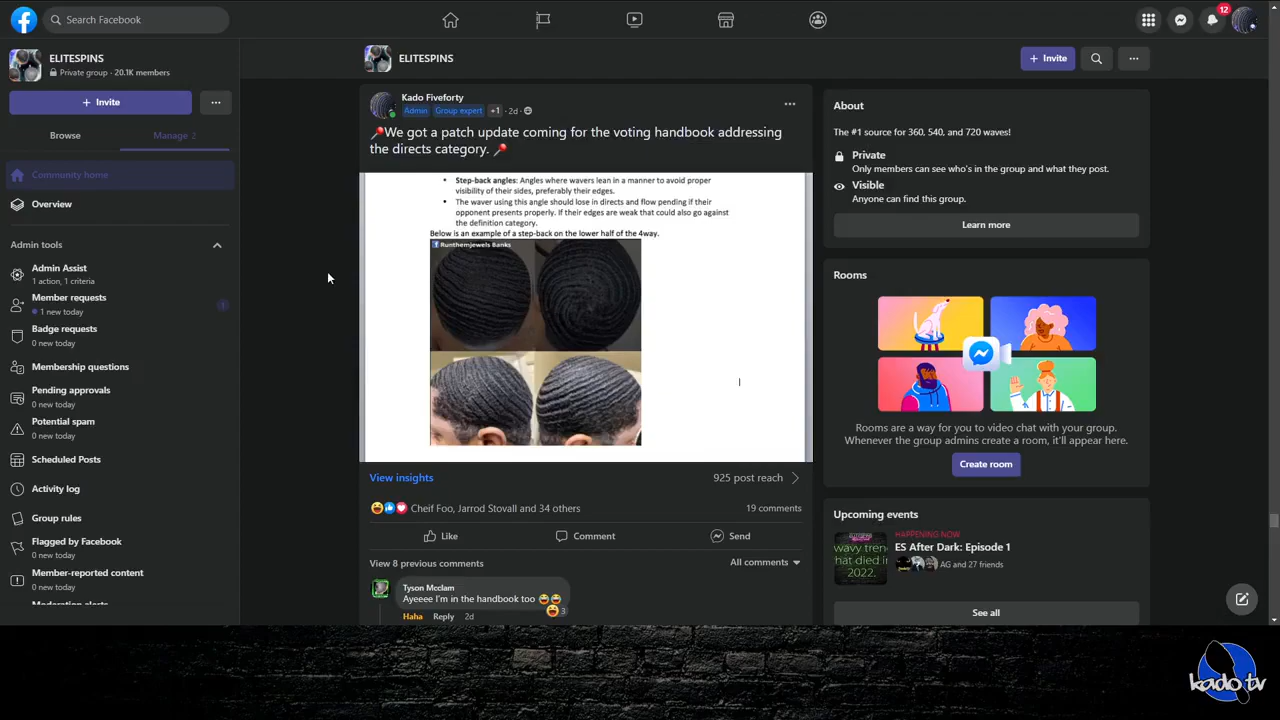 Search Facebook
12
ELITESPINS
Private group · 20.1K members
+ Invite
...
Browse
Manage 2
Community home
Overview
Admin tools
Admin Assist
1 action, 1 criteria
Member requests
1 new today
1
Badge requests
0 new today
Membership questions
Pending approvals
0 new today
Potential spam
0 new today
Scheduled Posts
Activity log
Group rules
Flagged by Facebook
0 new today
Member-reported content
0 new today
Moderation alerts
ELITESPINS
+ Invite
...
Kado Fiveforty
Admin Group expert +1 · 2d ·
...
📍We got a patch update coming for the voting handbook addressing
the directs category. 📍
• Step-back angles: Angles where wavers lean in a manner to avoid proper
visibility of their sides, preferably their edges.
• The waver using this angle should lose in directs and flow pending if their
opponent presents properly. If their edges are weak that could also go against
the definition category.
Below is an example of a step-back on the lower half of the 4way.
Runthemjewels Banks
View insights
925 post reach
Cheif Foo, Jarrod Stovall and 34 others
19 comments
Like
Comment
Send
View 8 previous comments
All comments
Tyson Mcclam
Ayeeee I'm in the handbook too 😂😂
3
Haha Reply 2d
About
The #1 source for 360, 540, and 720 waves!
Private
Only members can see who's in the group and what they post.
Visible
Anyone can find this group.
Learn more
Rooms
Rooms are a way for you to video chat with your group.
Whenever the group admins create a room, it'll appear here.
Create room
Upcoming events
wavy trend
that died in
2022.
HAPPENING NOW
ES After Dark: Episode 1
AG and 27 friends
See all
kado tv